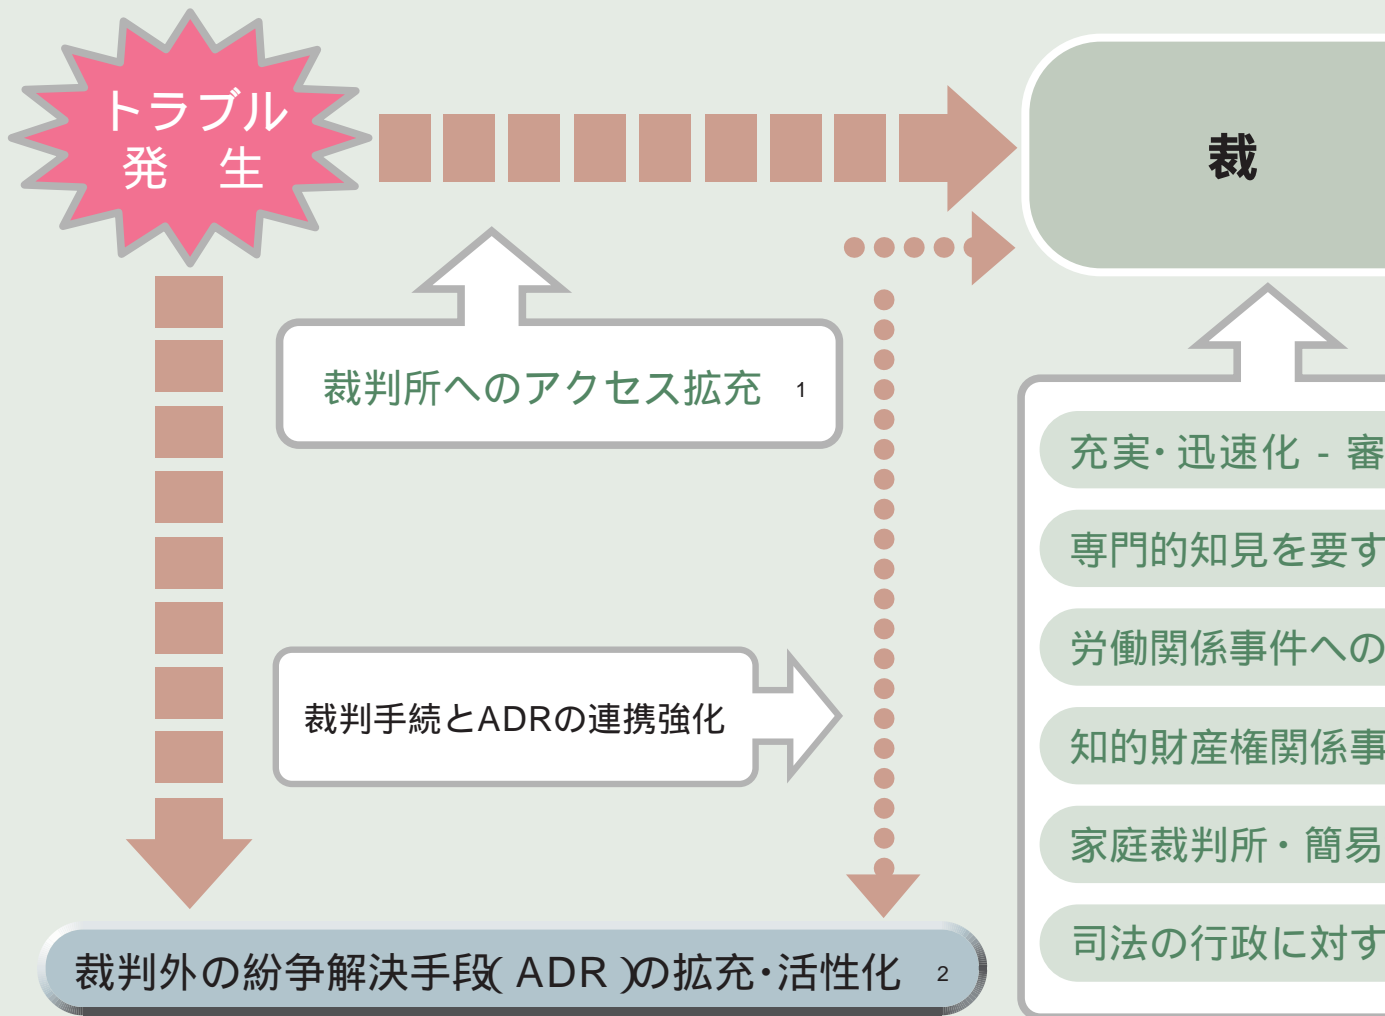 トラブル
発 生
裁
裁判所へのアクセス拡充 1
裁判手続とADRの連携強化
裁判外の紛争解決手段(ADR)の拡充・活性化 2
充実・迅速化 - 審
専門的知見を要す
労働関係事件への
知的財産権関係事
家庭裁判所・簡易
司法の行政に対す